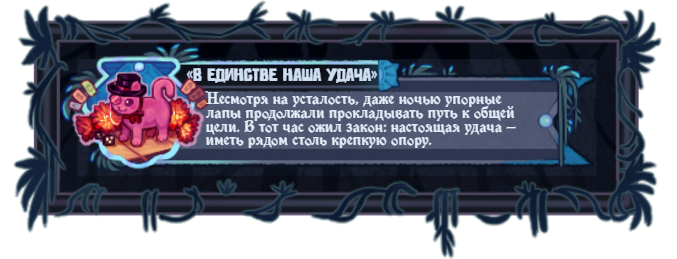 «В ЕДИНСТВЕ НАША УДАЧА»
Несмотря на усталость, даже ночью упорные
лапы продолжали прокладывать путь к общей
цели. В тот час ожил закон: настоящая удача —
иметь рядом столь крепкую опору.